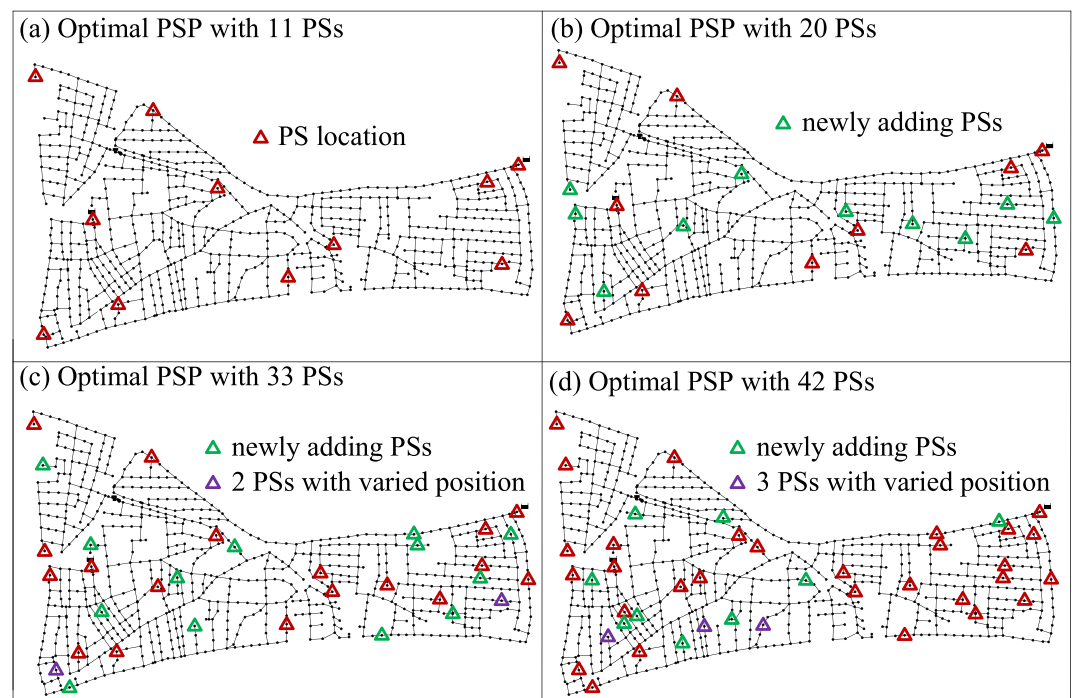 (a) Optimal PSP with 11 PSs
PS location
(b) Optimal PSP with 20 PSs
newly adding PSs
(c) Optimal PSP with 33 PSs
newly adding PSs
2 PSs with varied position
(d) Optimal PSP with 42 PSs
newly adding PSs
3 PSs with varied position